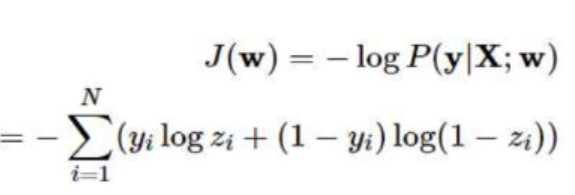 J(w) = − log P(y|X; w)
= − ∑_{i=1}^{N} (y_i log z_i + (1 − y_i) log(1 − z_i))